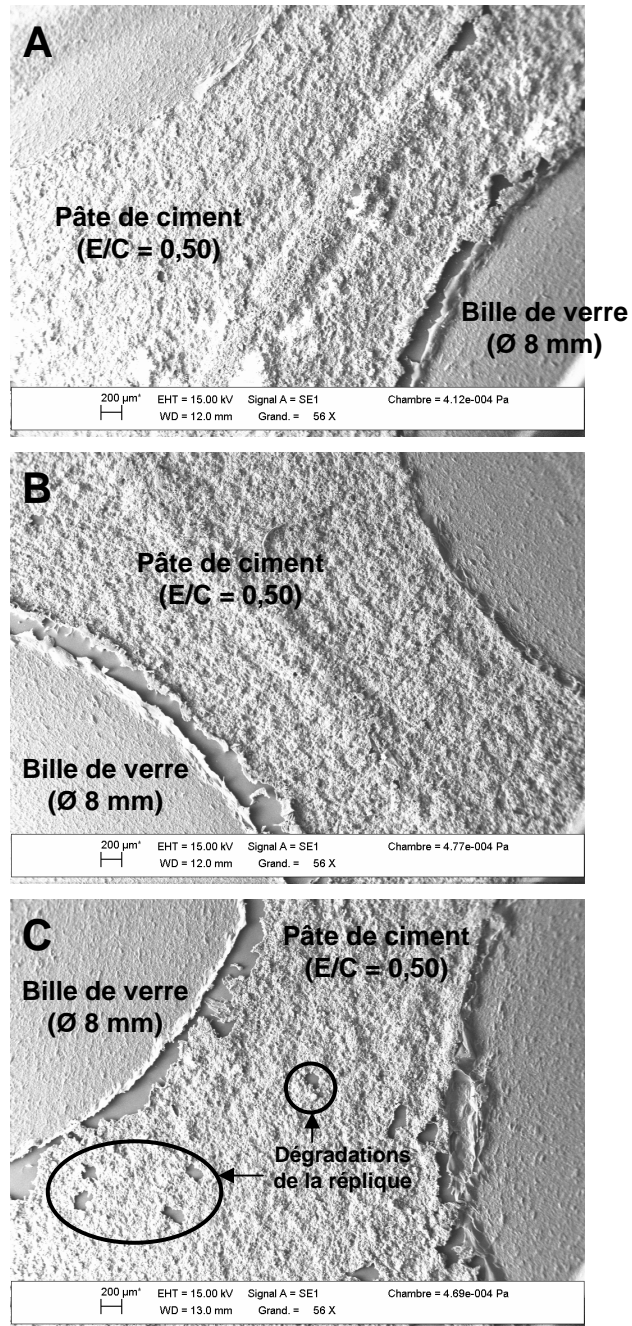 A
Pâte de ciment
(E/C = 0,50)
Bille de verre
(Ø 8 mm)
200 µm* EHT = 15.00 kV Signal A = SE1 Chambre = 4.12e-004 Pa
WD = 12.0 mm Grand. = 56 X
B
Pâte de ciment
(E/C = 0,50)
Bille de verre
(Ø 8 mm)
200 µm* EHT = 15.00 kV Signal A = SE1 Chambre = 4.77e-004 Pa
WD = 12.0 mm Grand. = 56 X
C
Pâte de ciment
(E/C = 0,50)
Bille de verre
(Ø 8 mm)
Dégradations
de la réplique
200 µm* EHT = 15.00 kV Signal A = SE1 Chambre = 4.69e-004 Pa
WD = 13.0 mm Grand. = 56 X